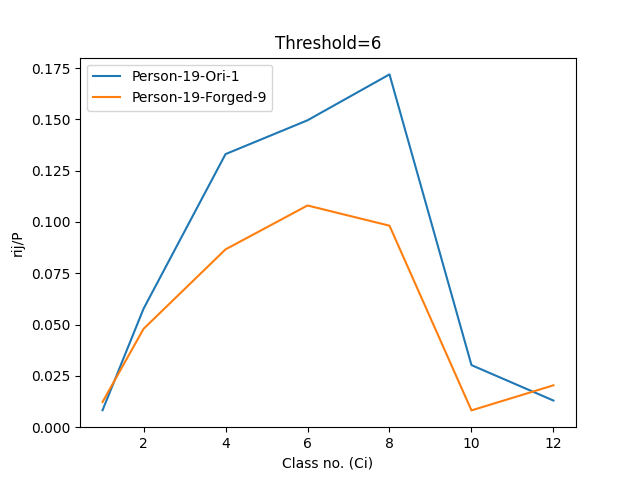 Threshold=6
Person-19-Ori-1
Person-19-Forged-9
rij/P
0.175
0.150
0.125
0.100
0.075
0.050
0.025
0.000
2 4 6 8 10 12
Class no. (Ci)